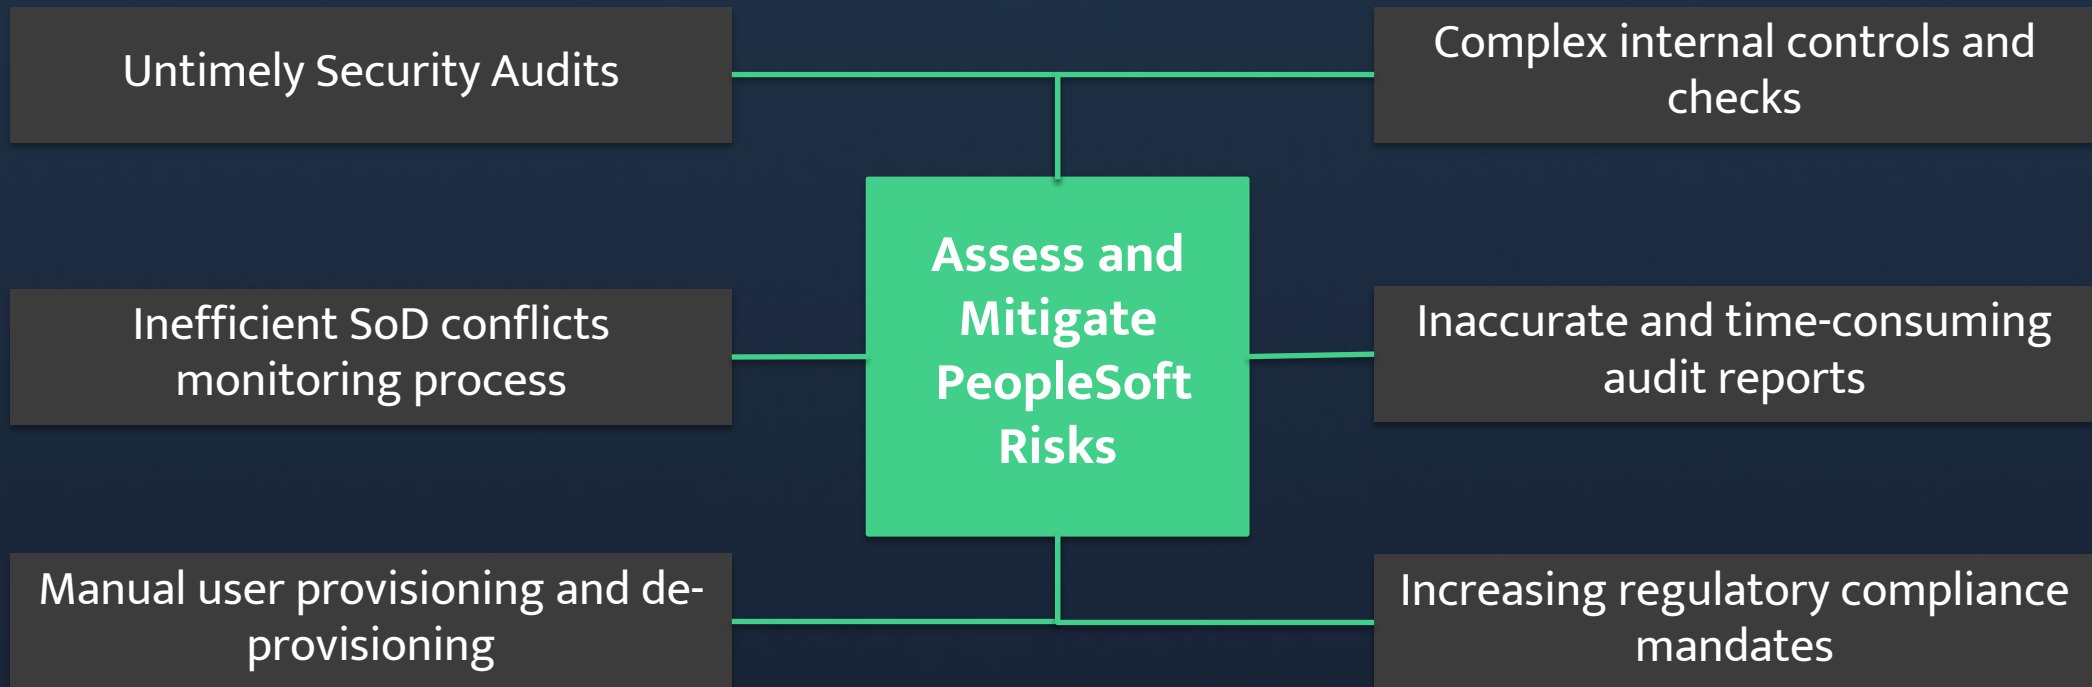 Untimely Security Audits
Complex internal controls and
checks
Assess and
Mitigate
PeopleSoft
Risks
Inefficient SoD conflicts
monitoring process
Inaccurate and time-consuming
audit reports
Manual user provisioning and de-
provisioning
Increasing regulatory compliance
mandates